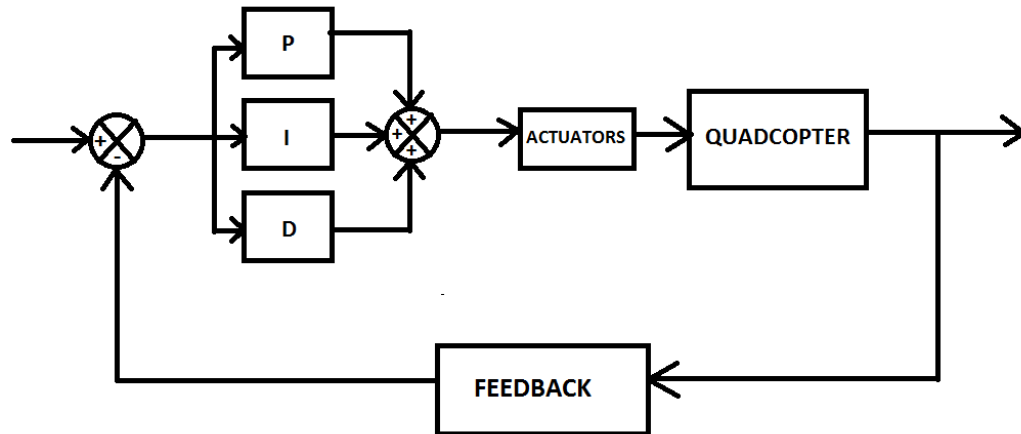 P
+
+
I
+
ACTUATORS
QUADCOPTER
+
-
+
D
FEEDBACK